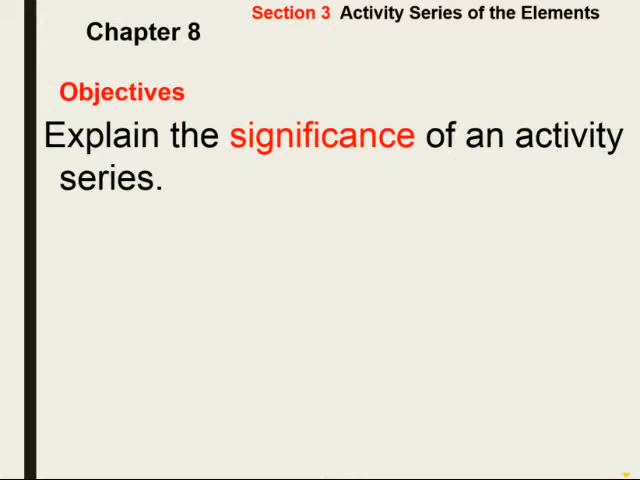 Section 3 Activity Series of the Elements
Chapter 8
Objectives
Explain the significance of an activity
series.